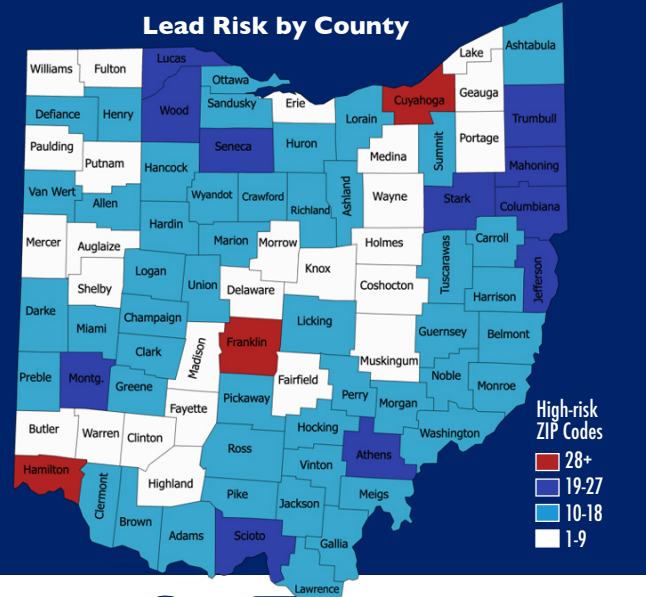 Lead Risk by County
Williams
Fulton
Lucas
Ottawa
Lake
Ashtabula
Defiance
Henry
Wood
Sandusky
Erie
Lorain
Cuyahoga
Geauga
Trumbull
Paulding
Putnam
Hancock
Seneca
Huron
Medina
Summit
Portage
Mahoning
Van Wert
Allen
Wyandot
Crawford
Richland
Ashland
Wayne
Stark
Columbiana
Mercer
Auglaize
Hardin
Marion
Morrow
Holmes
Tuscarawas
Carroll
Jefferson
Shelby
Logan
Union
Delaware
Knox
Coshocton
Harrison
Darke
Miami
Champaign
Licking
Guernsey
Belmont
Clark
Madison
Franklin
Muskingum
Noble
Monroe
Preble
Montg.
Greene
Fayette
Pickaway
Fairfield
Perry
Morgan
Butler
Warren
Clinton
Ross
Hocking
Athens
Washington
Hamilton
Clermont
Highland
Vinton
Meigs
Brown
Adams
Pike
Jackson
Scioto
Gallia
Lawrence
High-risk
ZIP Codes
28+
19-27
10-18
1-9